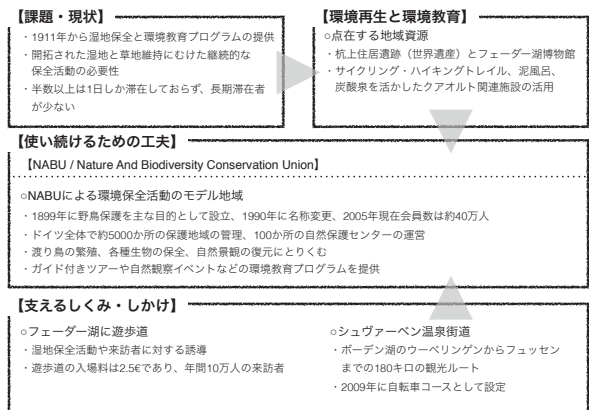 【課題・現状】
・1911年から湿地保全と環境教育プログラムの提供
・開拓された湿地と草地維持にむけた継続的な
保全活動の必要性
・半数以上は1日しか滞在しておらず、長期滞在者
が少ない
【環境再生と環境教育】
○点在する地域資源
・杭上住居遺跡（世界遺産）とフェーダー湖博物館
・サイクリング・ハイキングトレイル、泥風呂、
炭酸泉を活かしたクアオルト関連施設の活用
【使い続けるための工夫】
【NABU / Nature And Biodiversity Conservation Union】
○NABUによる環境保全活動のモデル地域
・1899年に野鳥保護を主な目的として設立、1990年に名称変更、2005年現在会員数は約40万人
・ドイツ全体で約5000か所の保護地域の管理、100か所の自然保護センターの運営
・渡り鳥の繁殖、各種生物の保全、自然景観の復元にとりくむ
・ガイド付きツアーや自然観察イベントなどの環境教育プログラムを提供
【支えるしくみ・しかけ】
○フェーダー湖に遊歩道
・湿地保全活動や来訪者に対する誘導
・遊歩道の入場料は2.5€であり、年間10万人の来訪者
○シュヴァーベン温泉街道
・ボーデン湖のウーベリンゲンからフュッセン
までの180キロの観光ルート
・2009年に自転車コースとして設定